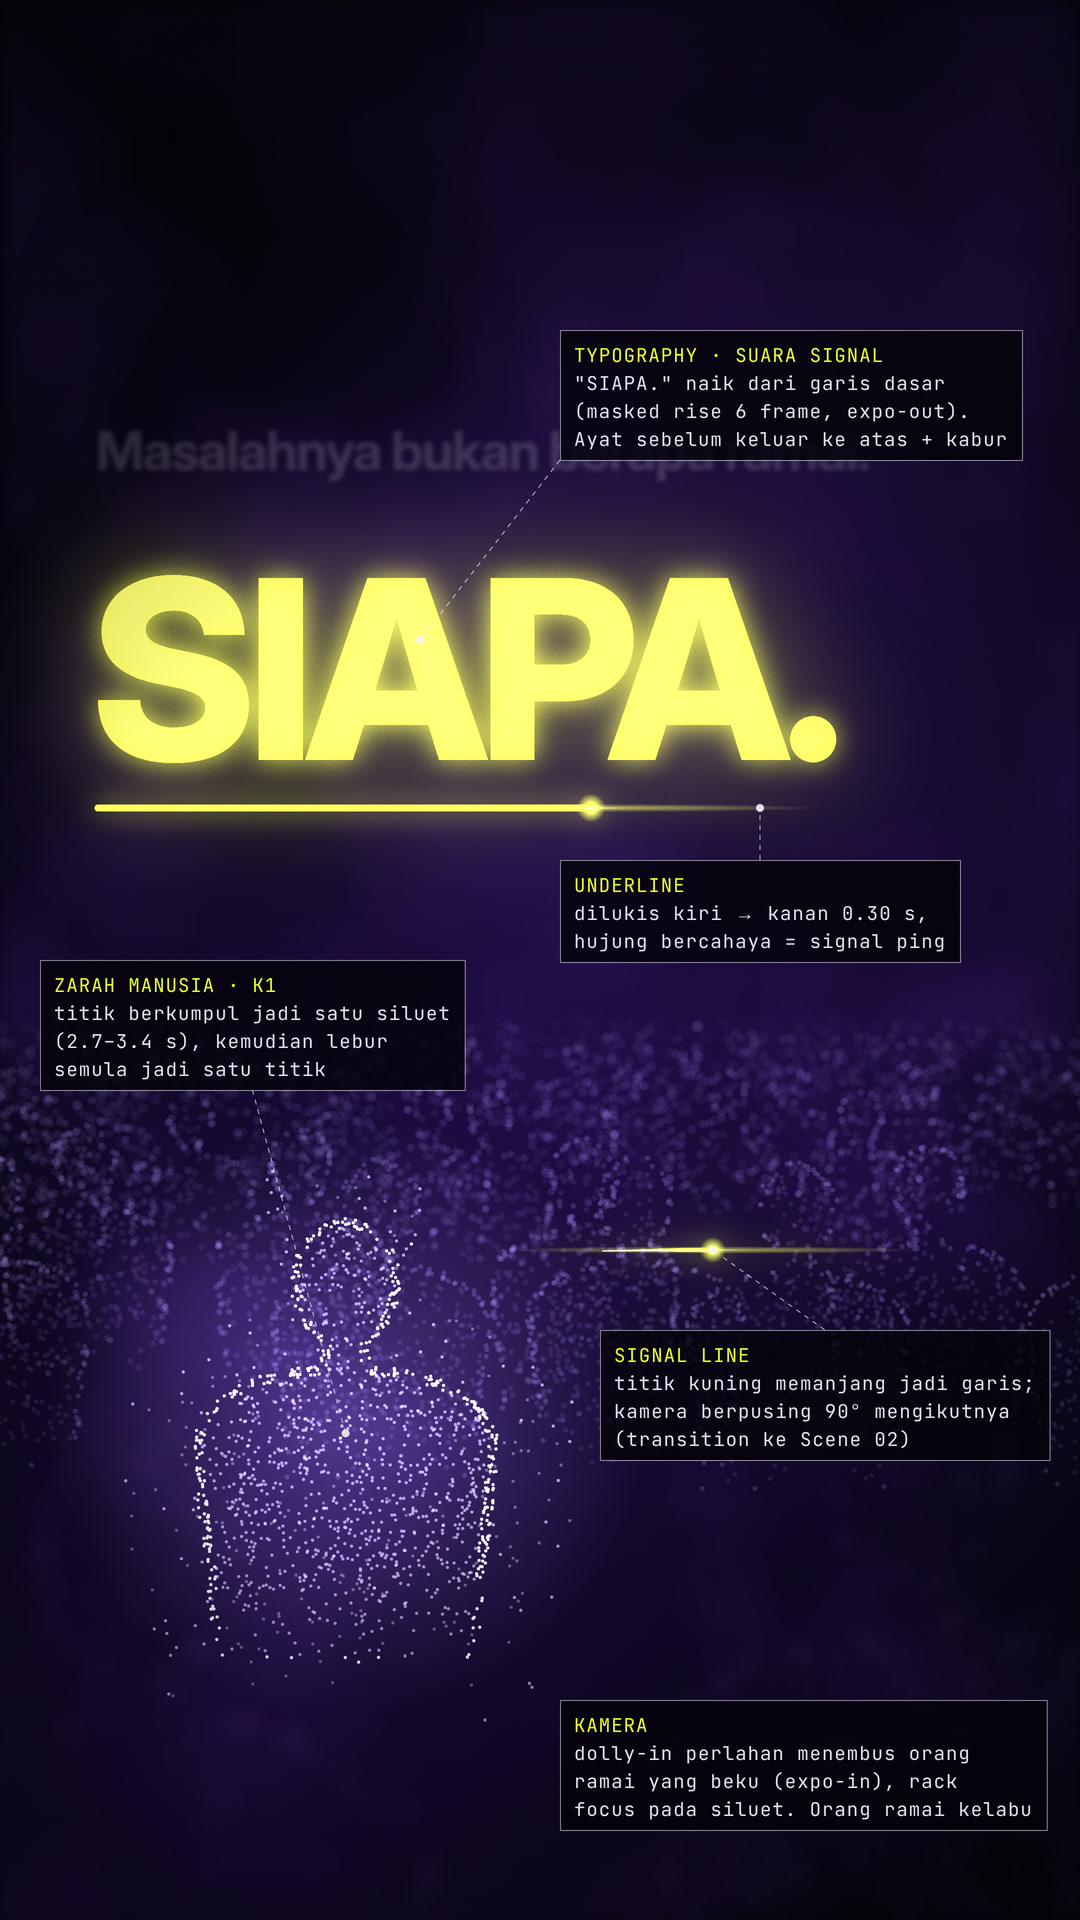 TYPOGRAPHY · SUARA SIGNAL
"SIAPA." naik dari garis dasar
(masked rise 6 frame, expo-out).
Ayat sebelum keluar ke atas + kabur
Masalahnya bukan berapa ramai.
SIAPA.
UNDERLINE
dilukis kiri → kanan 0.30 s,
hujung bercahaya = signal ping
ZARAH MANUSIA · K1
titik berkumpul jadi satu siluet
(2.7–3.4 s), kemudian lebur
semula jadi satu titik
SIGNAL LINE
titik kuning memanjang jadi garis;
kamera berpusing 90° mengikutnya
(transition ke Scene 02)
KAMERA
dolly-in perlahan menembus orang
ramai yang beku (expo-in), rack
focus pada siluet. Orang ramai kelabu